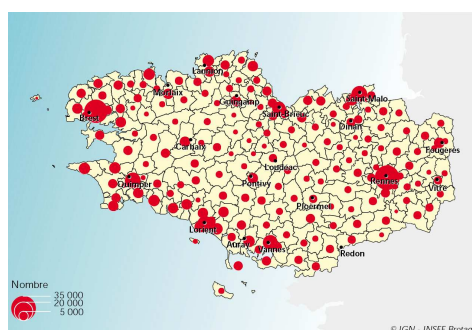 Lannion
Morlaix
Guingamp
Saint-Malo
Brest
Saint-Brieuc
Dinan
Fougères
Carhaix
Loudéac
Rennes
Quimper
Pontivy
Vitré
Ploërmel
Lorient
Auray
Vannes
Redon
Nombre
35 000
20 000
5 000
© IGN - INSEE Bretag